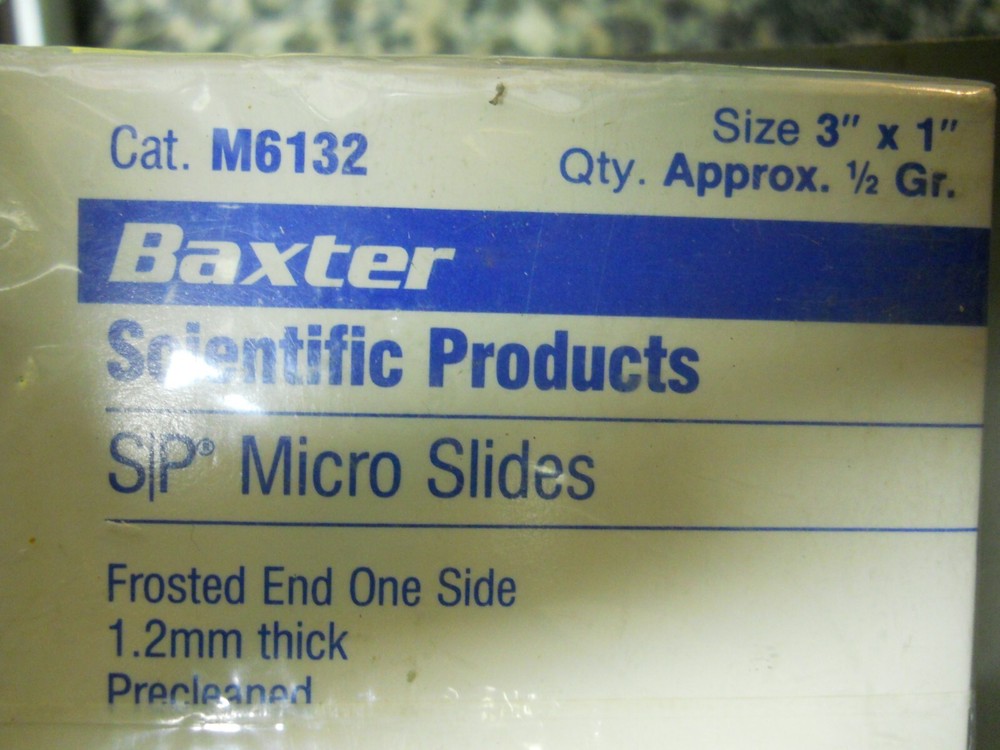 Cat. M6132
Size 3" x 1"
Qty. Approx. ½ Gr.
Baxter
Scientific Products
S|P® Micro Slides
Frosted End One Side
1.2mm thick
Precleaned